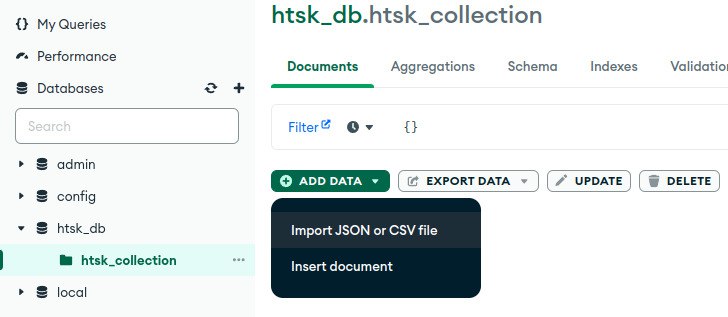 My Queries
Performance
Databases
Search
admin
config
htsk_db
htsk_collection
local
htsk_db.htsk_collection
Documents Aggregations Schema Indexes Validatio
Filter {}
ADD DATA EXPORT DATA UPDATE DELETE
Import JSON or CSV file
Insert document